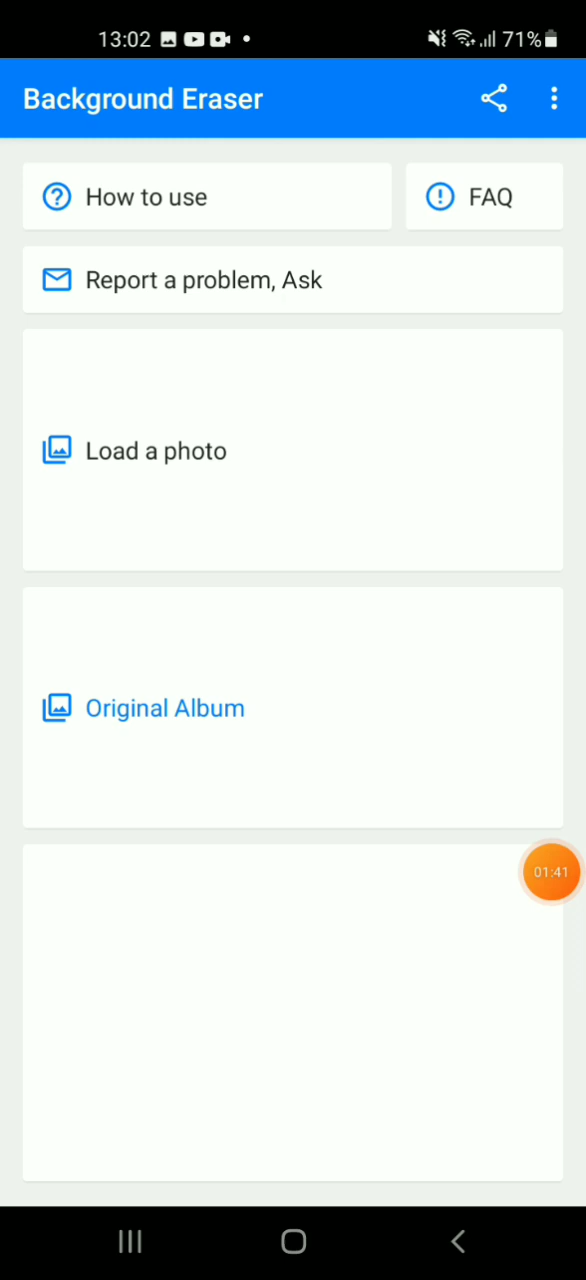 13:02 71%
Background Eraser
How to use FAQ
Report a problem, Ask
Load a photo
Original Album
01:41